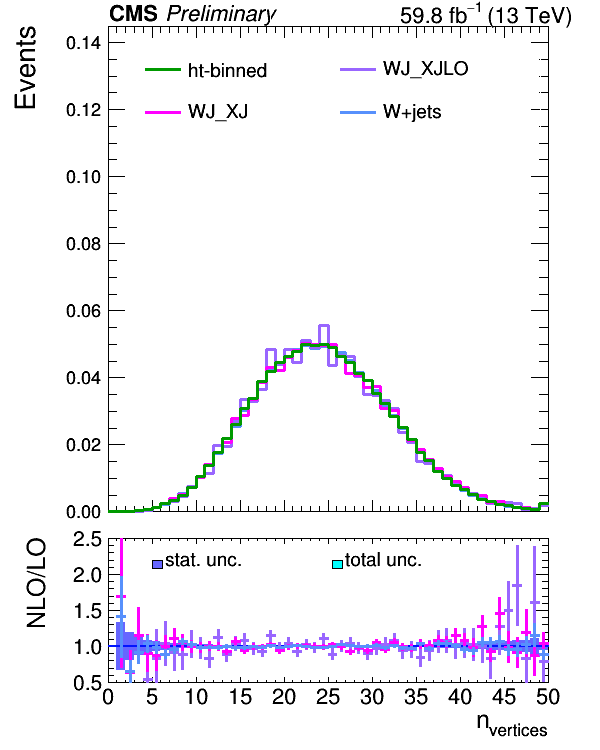 CMS Preliminary 59.8 fb⁻¹ (13 TeV)
Events
0.14
0.12
0.10
0.08
0.06
0.04
0.02
0.00
ht-binned
WJ_XJLO
WJ_XJ
W+jets
NLO/LO
2.5
2.0
1.5
1.0
0.5
stat. unc.
total unc.
0 5 10 15 20 25 30 35 40 45 50
n_vertices